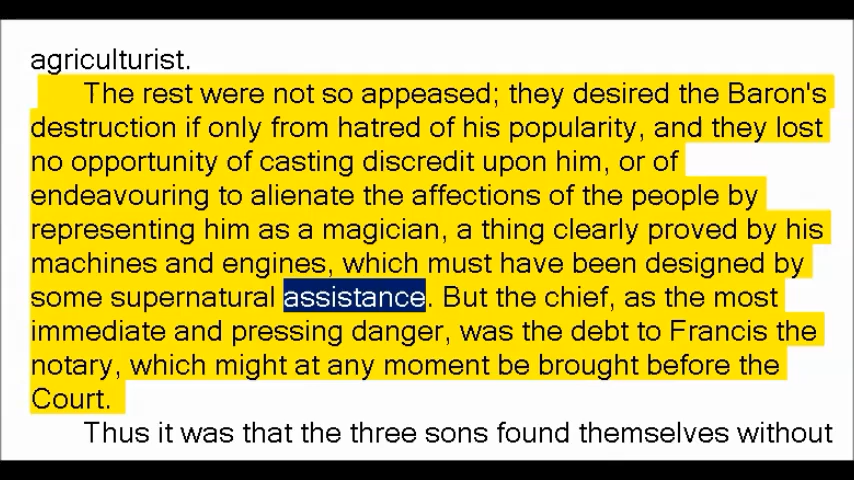 agriculturist.
The rest were not so appeased; they desired the Baron's
destruction if only from hatred of his popularity, and they lost
no opportunity of casting discredit upon him, or of
endeavouring to alienate the affections of the people by
representing him as a magician, a thing clearly proved by his
machines and engines, which must have been designed by
some supernatural assistance. But the chief, as the most
immediate and pressing danger, was the debt to Francis the
notary, which might at any moment be brought before the
Court.
Thus it was that the three sons found themselves without